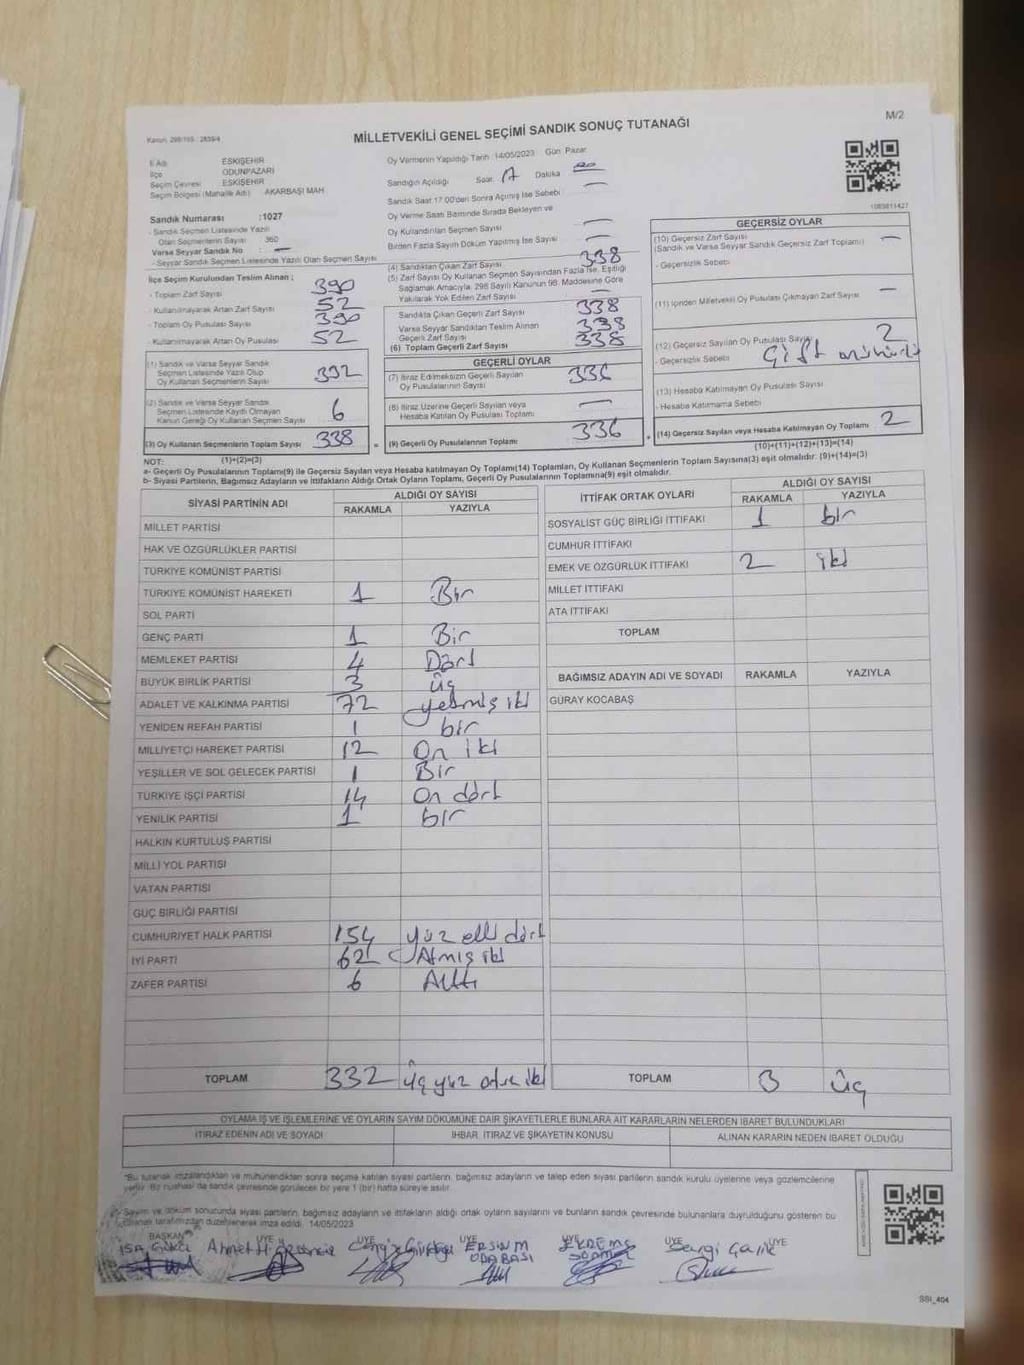 M/2
Kanun: 298/105 2839/4
MİLLETVEKİLİ GENEL SEÇİMİ SANDIK SONUÇ TUTANAĞI
İl Adı ESKİŞEHİR
İlçe ODUNPAZARI
Seçim Çevresi ESKİŞEHİR
Seçim Bölgesi (Mahalle Adı) AKARBAŞI MAH
Sandık Numarası :1027
- Sandık Seçmen Listesinde Yazılı
Olan Seçmenlerin Sayısı 360
Varsa Seyyar Sandık No : —
- Seyyar Sandık Seçmen Listesinde Yazılı Olan Seçmen Sayısı
Oy Vermenin Yapıldığı Tarih :14/05/2023 Gün: Pazar
Sandığın Açıldığı Saat: 17 Dakika
Sandık Saat 17:00'den Sonra Açılmış İse Sebebi —
Oy Verme Saati Bitiminde Sırada Bekleyen ve
Oy Kullandırılan Seçmen Sayısı —
Birden Fazla Sayım Döküm Yapılmış İse Sayısı —
1083811427
İlçe Seçim Kurulundan Teslim Alınan :
- Toplam Zarf Sayısı 390
- Kullanılmayarak Artan Zarf Sayısı 52
- Toplam Oy Pusulası Sayısı 390
- Kullanılmayarak Artan Oy Pusulası 52
(1) Sandık ve Varsa Seyyar Sandık
Seçmen Listesinde Yazılı Olup
Oy Kullanan Seçmenlerin Sayısı 332
(2) Sandık ve Varsa Seyyar Sandık
Seçmen Listesinde Kayıtlı Olmayan
Kanun Gereği Oy Kullanan Seçmen Sayısı 6
(3) Oy Kullanan Seçmenlerin Toplam Sayısı 338
(1)+(2)=(3)
(4) Sandıktan Çıkan Zarf Sayısı 338
(5) Zarf Sayısı Oy Kullanan Seçmen Sayısından Fazla İse, Eşitliği
Sağlamak Amacıyla, 298 Sayılı Kanunun 98. Maddesine Göre
Yakılarak Yok Edilen Zarf Sayısı —
Sandıkta Çıkan Geçerli Zarf Sayısı 338
Varsa Seyyar Sandıktan Teslim Alınan
Geçerli Zarf Sayısı 338
(6) Toplam Geçerli Zarf Sayısı 338
GEÇERLİ OYLAR
(7) İtiraz Edilmeksizin Geçerli Sayılan
Oy Pusulalarının Sayısı 336
(8) İtiraz Üzerine Geçerli Sayılan veya
Hesaba Katılan Oy Pusulası Toplamı —
(9) Geçerli Oy Pusulalarının Toplamı 336
GEÇERSİZ OYLAR
(10) Geçersiz Zarf Sayısı
(Sandık ve Varsa Seyyar Sandık Geçersiz Zarf Toplamı) —
- Geçersizlik Sebebi
(11) İçinden Milletvekili Oy Pusulası Çıkmayan Zarf Sayısı —
(12) Geçersiz Sayılan Oy Pusulası Sayısı 2
- Geçersizlik Sebebi Çift mühürlü
(13) Hesaba Katılmayan Oy Pusulası Sayısı
- Hesaba Katılmama Sebebi
(14) Geçersiz Sayılan veya Hesaba Katılmayan Oy Toplamı 2
(10)+(11)+(12)+(13)=(14)
NOT:
a- Geçerli Oy Pusulalarının Toplamı(9) ile Geçersiz Sayılan veya Hesaba katılmayan Oy Toplamı(14) Toplamları, Oy Kullanan Seçmenlerin Toplam Sayısına(3) eşit olmalıdır: (9)+(14)=(3)
b- Siyasi Partilerin, Bağımsız Adayların ve İttifakların Aldığı Ortak Oyların Toplamı, Geçerli Oy Pusulalarının Toplamına(9) eşit olmalıdır.
SİYASİ PARTİNİN ADI ALDIĞI OY SAYISI
RAKAMLA YAZIYLA
MİLLET PARTİSİ
HAK VE ÖZGÜRLÜKLER PARTİSİ
TÜRKİYE KOMÜNİST PARTİSİ
TÜRKİYE KOMÜNİST HAREKETİ 1 Bir
SOL PARTİ
GENÇ PARTİ 1 Bir
MEMLEKET PARTİSİ 4 Dört
BÜYÜK BİRLİK PARTİSİ 3 üç
ADALET VE KALKINMA PARTİSİ 72 yetmiş iki
YENİDEN REFAH PARTİSİ 1 bir
MİLLİYETÇİ HAREKET PARTİSİ 12 On iki
YEŞİLLER VE SOL GELECEK PARTİSİ 1 Bir
TÜRKİYE İŞÇİ PARTİSİ 14 On dört
YENİLİK PARTİSİ 1 bir
HALKIN KURTULUŞ PARTİSİ
MİLLİ YOL PARTİSİ
VATAN PARTİSİ
GÜÇ BİRLİĞİ PARTİSİ
CUMHURİYET HALK PARTİSİ 154 yüz elli dört
İYİ PARTİ 62 Atmış iki
ZAFER PARTİSİ 6 Altı
TOPLAM 332 üç yüz otuz iki
İTTİFAK ORTAK OYLARI ALDIĞI OY SAYISI
RAKAMLA YAZIYLA
SOSYALİST GÜÇ BİRLİĞİ İTTİFAKI 1 bir
CUMHUR İTTİFAKI
EMEK VE ÖZGÜRLÜK İTTİFAKI 2 iki
MİLLET İTTİFAKI
ATA İTTİFAKI
TOPLAM
BAĞIMSIZ ADAYIN ADI VE SOYADI RAKAMLA YAZIYLA
GÜRAY KOCABAŞ
TOPLAM 3 üç
OYLAMA İŞ VE İŞLEMLERİNE VE OYLARIN SAYIM DÖKÜMÜNE DAİR ŞİKAYETLERLE BUNLARA AİT KARARLARIN NELERDEN İBARET BULUNDUKLARI
İTİRAZ EDENİN ADI VE SOYADI İHBAR, İTİRAZ VE ŞİKAYETİN KONUSU ALINAN KARARIN NEDEN İBARET OLDUĞU
*Bu tutanak imzalandıktan ve mühürlendikten sonra seçime katılan siyasi partilerin, bağımsız adayların ve talep eden siyasi partilerin sandık kurulu üyelerine veya gözlemcilerine
verilir. Bir nüshası da sandık çevresinde görülecek bir yere 1 (bir) hafta süreyle asılır.
Sayım ve döküm sonucunda siyasi partilerin, bağımsız adayların ve ittifakların aldığı ortak oyların sayılarını ve bunların sandık çevresinde bulunanlara duyrulduğunu gösteren bu
tutanak tarafımızdan düzenlenerek imza edildi. 14/05/2023
BAŞKAN ÜYE ÜYE ÜYE ÜYE ÜYE ÜYE
ERSİN M
ODABAŞI
SSI_404